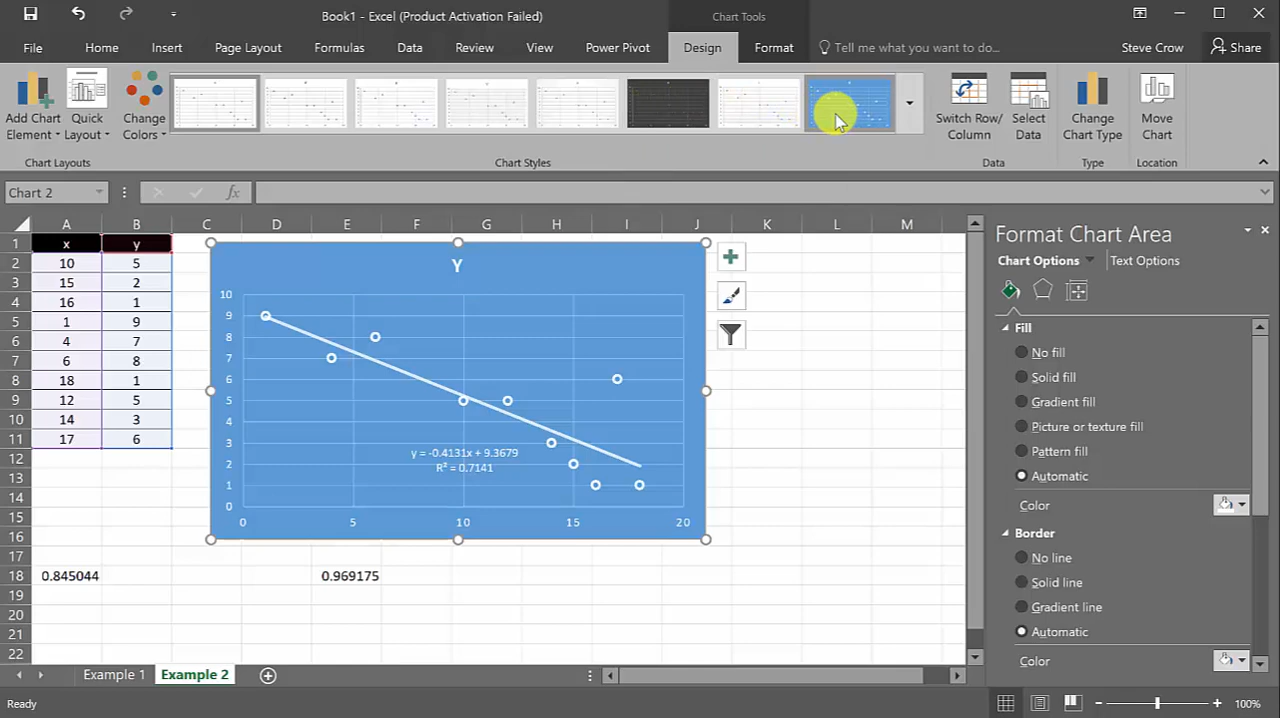 Book1 - Excel (Product Activation Failed)
Chart Tools
File Home Insert Page Layout Formulas Data Review View Power Pivot Design Format Tell me what you want to do... Steve Crow Share
Add Chart Element
Quick Layout
Change Colors
Switch Row/ Column
Select Data
Change Chart Type
Move Chart
Chart Layouts Chart Styles Data Type Location
Chart 2 fx
A B C D E F G H I J K L M
1 x y
2 10 5
3 15 2
4 16 1
5 1 9
6 4 7
7 6 8
8 18 1
9 12 5
10 14 3
11 17 6
12
13
14
15
16
17
18 0.845044 0.969175
19
20
21
22
Y
10
9
8
7
6
5
4
3
2
1
0
0 5 10 15 20
y = -0.4131x + 9.3679
R² = 0.7141
Format Chart Area
Chart Options Text Options
Fill
No fill
Solid fill
Gradient fill
Picture or texture fill
Pattern fill
Automatic
Color
Border
No line
Solid line
Gradient line
Automatic
Color
Example 1 Example 2
Ready 100%